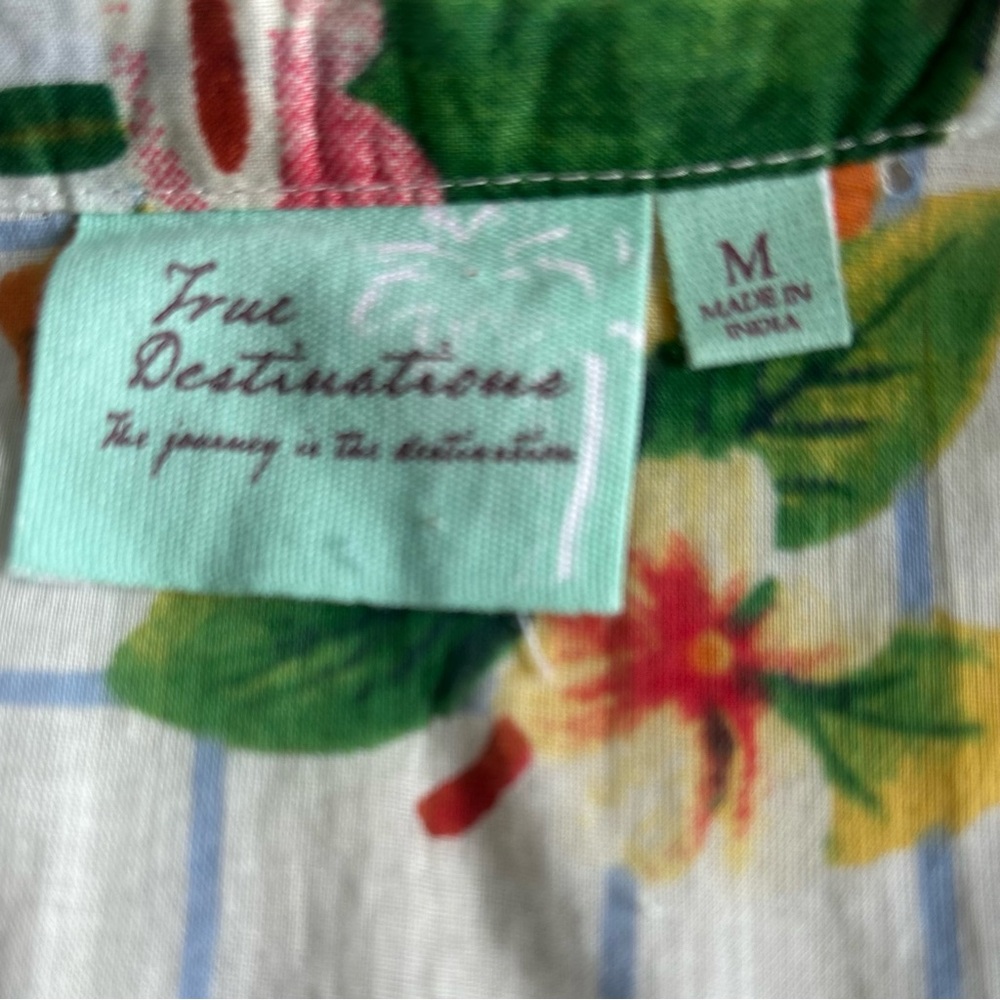 True
Destinations
The journey is the destination
M
MADE IN
INDIA